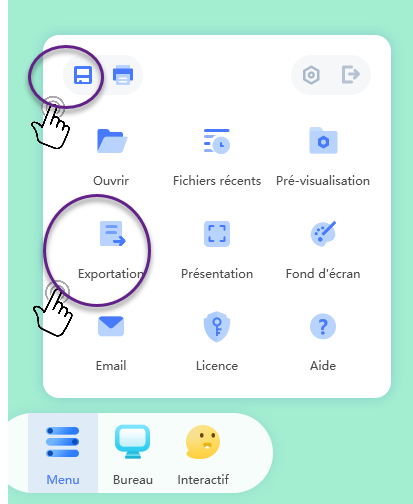 Ouvrir Fichiers récents Pré-visualisation
Exportation Présentation Fond d'écran
Email Licence Aide
Menu Bureau Interactif